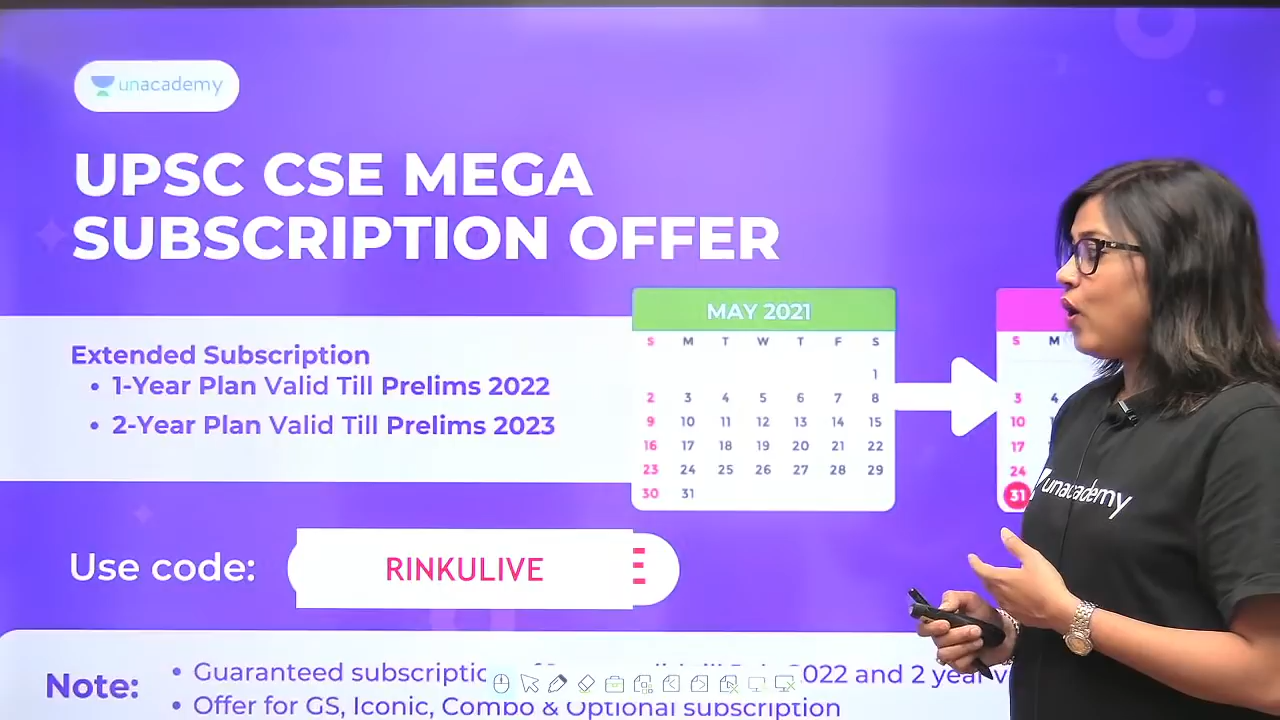 unacademy
UPSC CSE MEGA
SUBSCRIPTION OFFER
Extended Subscription
• 1-Year Plan Valid Till Prelims 2022
• 2-Year Plan Valid Till Prelims 2023
MAY 2021
S M T W T F S
1
2 3 4 5 6 7 8
9 10 11 12 13 14 15
16 17 18 19 20 21 22
23 24 25 26 27 28 29
30 31
S M
3 4
10
17
24
31
unacademy
Use code:
RINKULIVE
Note:
• Guaranteed 2022 and 2 year
• Offer for GS, Iconic, Combo & Optional subscription